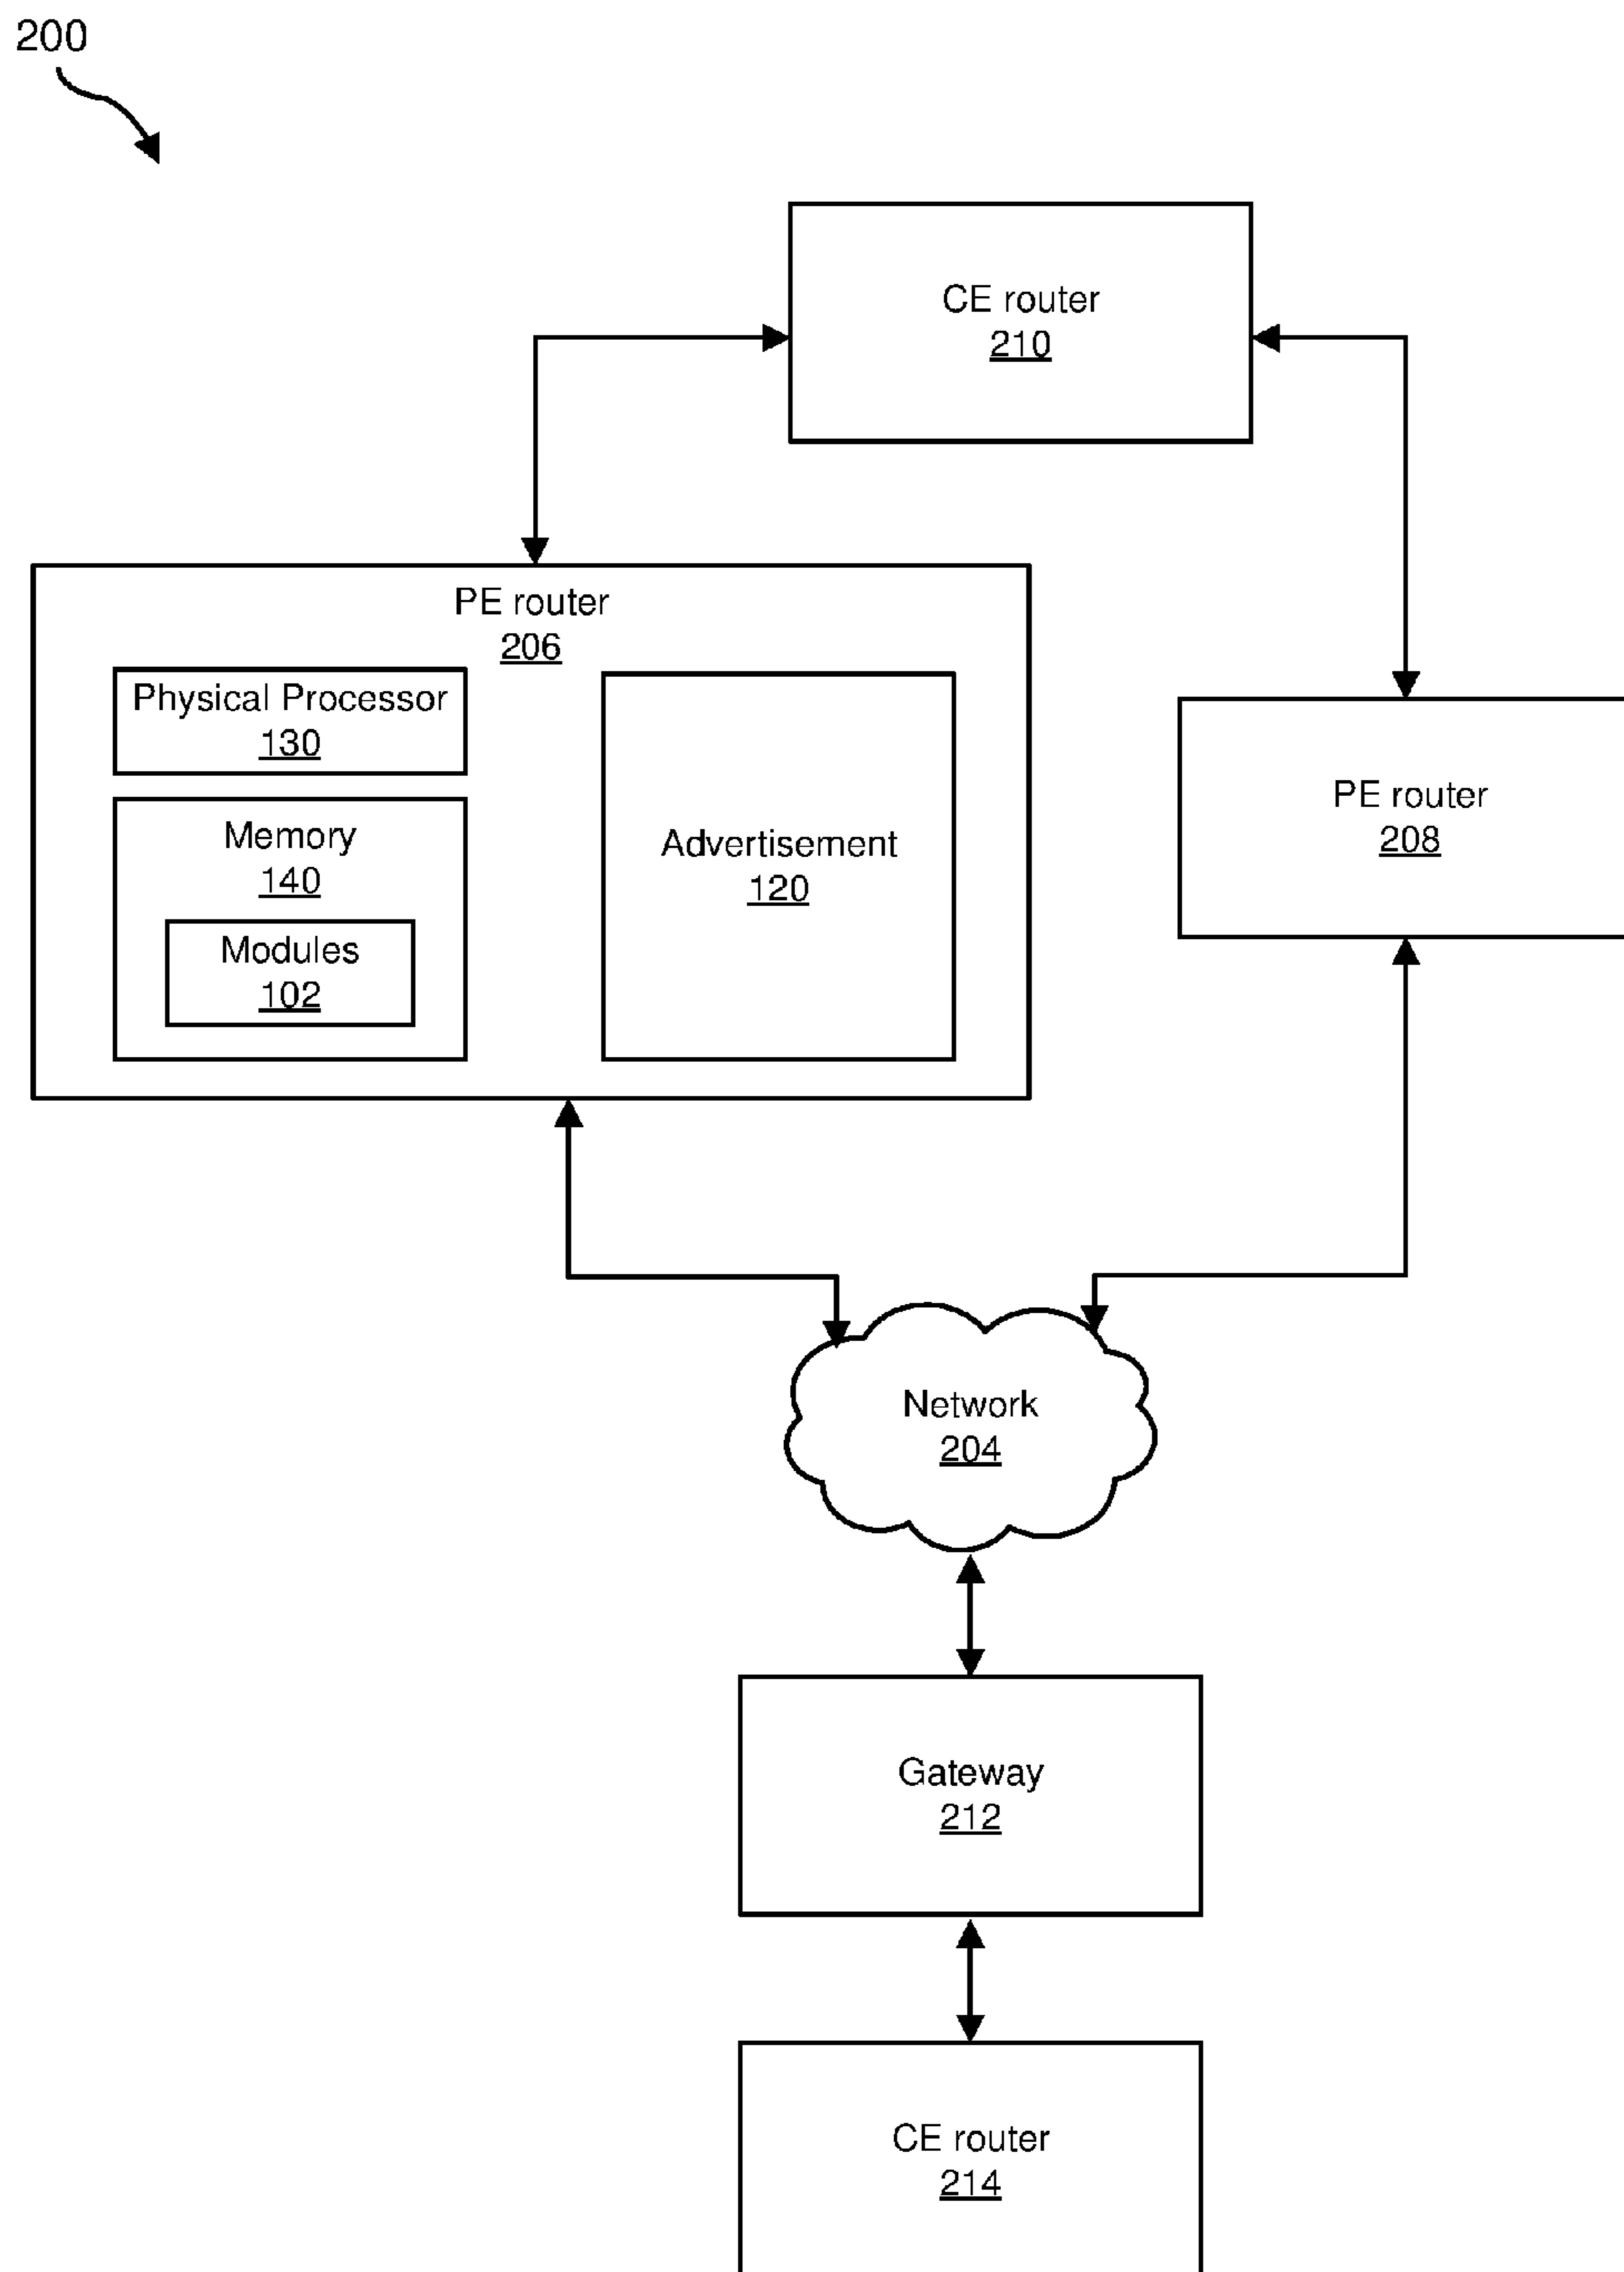 200
CE router
210
PE router
206
Physical Processor
130
Memory
140
Modules
102
Advertisement
120
PE router
208
Network
204
Gateway
212
CE router
214